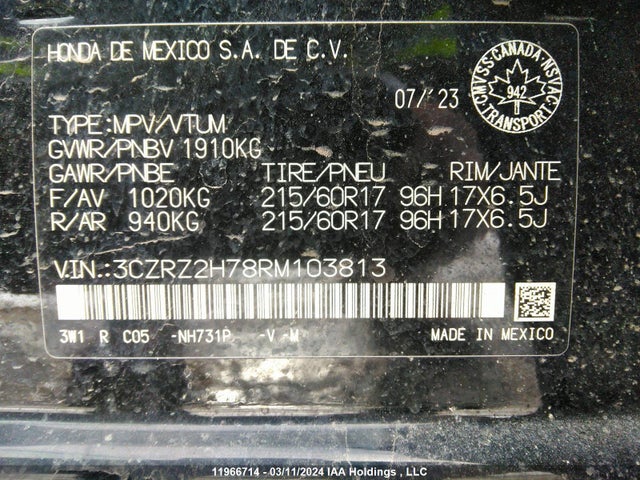 HONDA DE MEXICO S.A. DE C.V.
07/'23
CMVSS CANADA NSVAC
942
TRANSPORT
TYPE:MPV/VTUM
GVWR/PNBV 1910KG
GAWR/PNBE TIRE/PNEU RIM/JANTE
F/AV 1020KG 215/60R17 96H 17X6.5J
R/AR 940KG 215/60R17 96H 17X6.5J
VIN.:3CZRZ2H78RM103813
3W1 R C05 -NH731P -V -M MADE IN MEXICO
11966714 - 03/11/2024 IAA Holdings , LLC